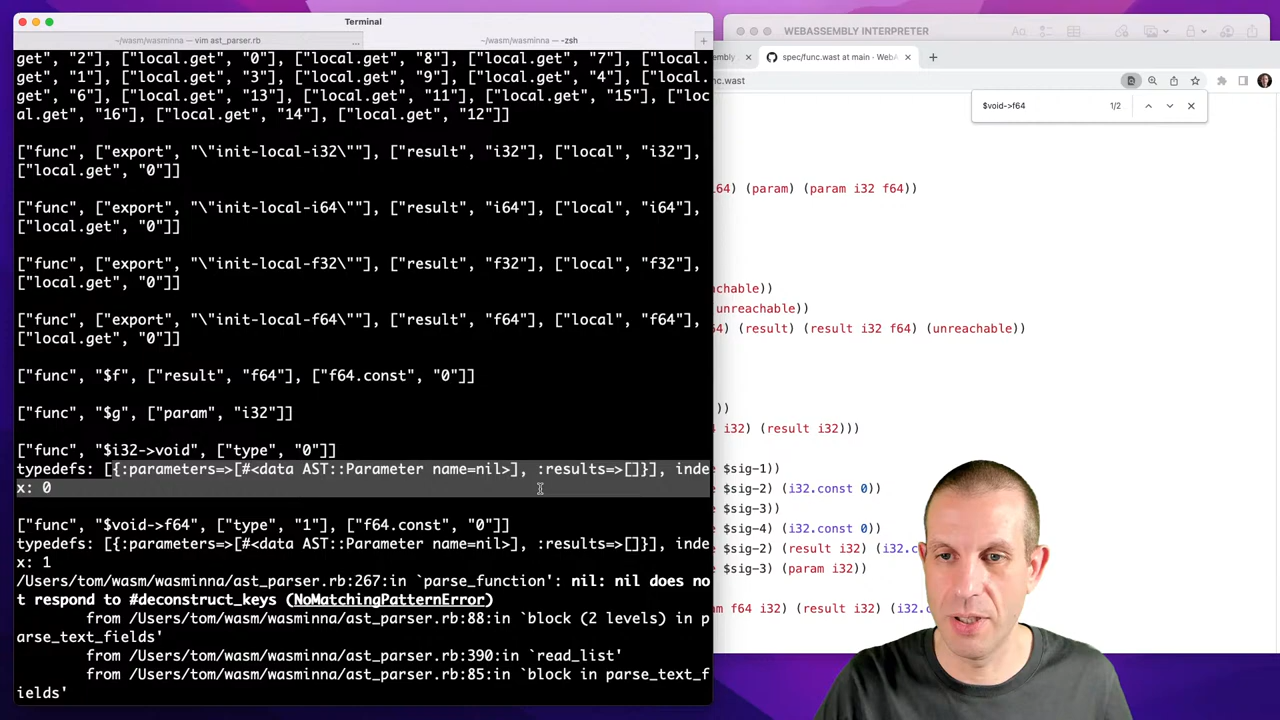 Terminal
WEBASSEMBLY INTERPRETER
~/wasm/wasminna — vim ast_parser.rb
...
~/wasm/wasminna — -zsh
+
embly
×
spec/func.wast at main · WebA
×
+
nc.wast
$void->f64
1/2
get", "2"], ["local.get", "0"], ["local.get", "8"], ["local.get", "7"], ["local.
get", "1"], ["local.get", "3"], ["local.get", "9"], ["local.get", "4"], ["local.
get", "6"], ["local.get", "13"], ["local.get", "11"], ["local.get", "15"], ["loc
al.get", "16"], ["local.get", "14"], ["local.get", "12"]]
["func", ["export", "\"init-local-i32\""], ["result", "i32"], ["local", "i32"],
["local.get", "0"]]
["func", ["export", "\"init-local-i64\""], ["result", "i64"], ["local", "i64"],
["local.get", "0"]]
["func", ["export", "\"init-local-f32\""], ["result", "f32"], ["local", "f32"],
["local.get", "0"]]
["func", ["export", "\"init-local-f64\""], ["result", "f64"], ["local", "f64"],
["local.get", "0"]]
["func", "$f", ["result", "f64"], ["f64.const", "0"]]
["func", "$g", ["param", "i32"]]
["func", "$i32->void", ["type", "0"]]
typedefs: [{:parameters=>[#<data AST::Parameter name=nil>], :results=>[]}], inde
x: 0
["func", "$void->f64", ["type", "1"], ["f64.const", "0"]]
typedefs: [{:parameters=>[#<data AST::Parameter name=nil>], :results=>[]}], inde
x: 1
/Users/tom/wasm/wasminna/ast_parser.rb:267:in `parse_function': nil: nil does no
t respond to #deconstruct_keys (NoMatchingPatternError)
from /Users/tom/wasm/wasminna/ast_parser.rb:88:in `block (2 levels) in p
arse_text_fields'
from /Users/tom/wasm/wasminna/ast_parser.rb:390:in `read_list'
from /Users/tom/wasm/wasminna/ast_parser.rb:85:in `block in parse_text_f
ields'
i64) (param) (param i32 f64))
achable))
unreachable))
64) (result) (result i32 f64) (unreachable))
))
i32) (result i32)))
$sig-1))
$sig-2) (i32.const 0))
$sig-3))
$sig-4) (i32.const 0))
$sig-2) (result i32) (i32.c
$sig-3) (param i32))
am f64 i32) (result i32) (i32.c